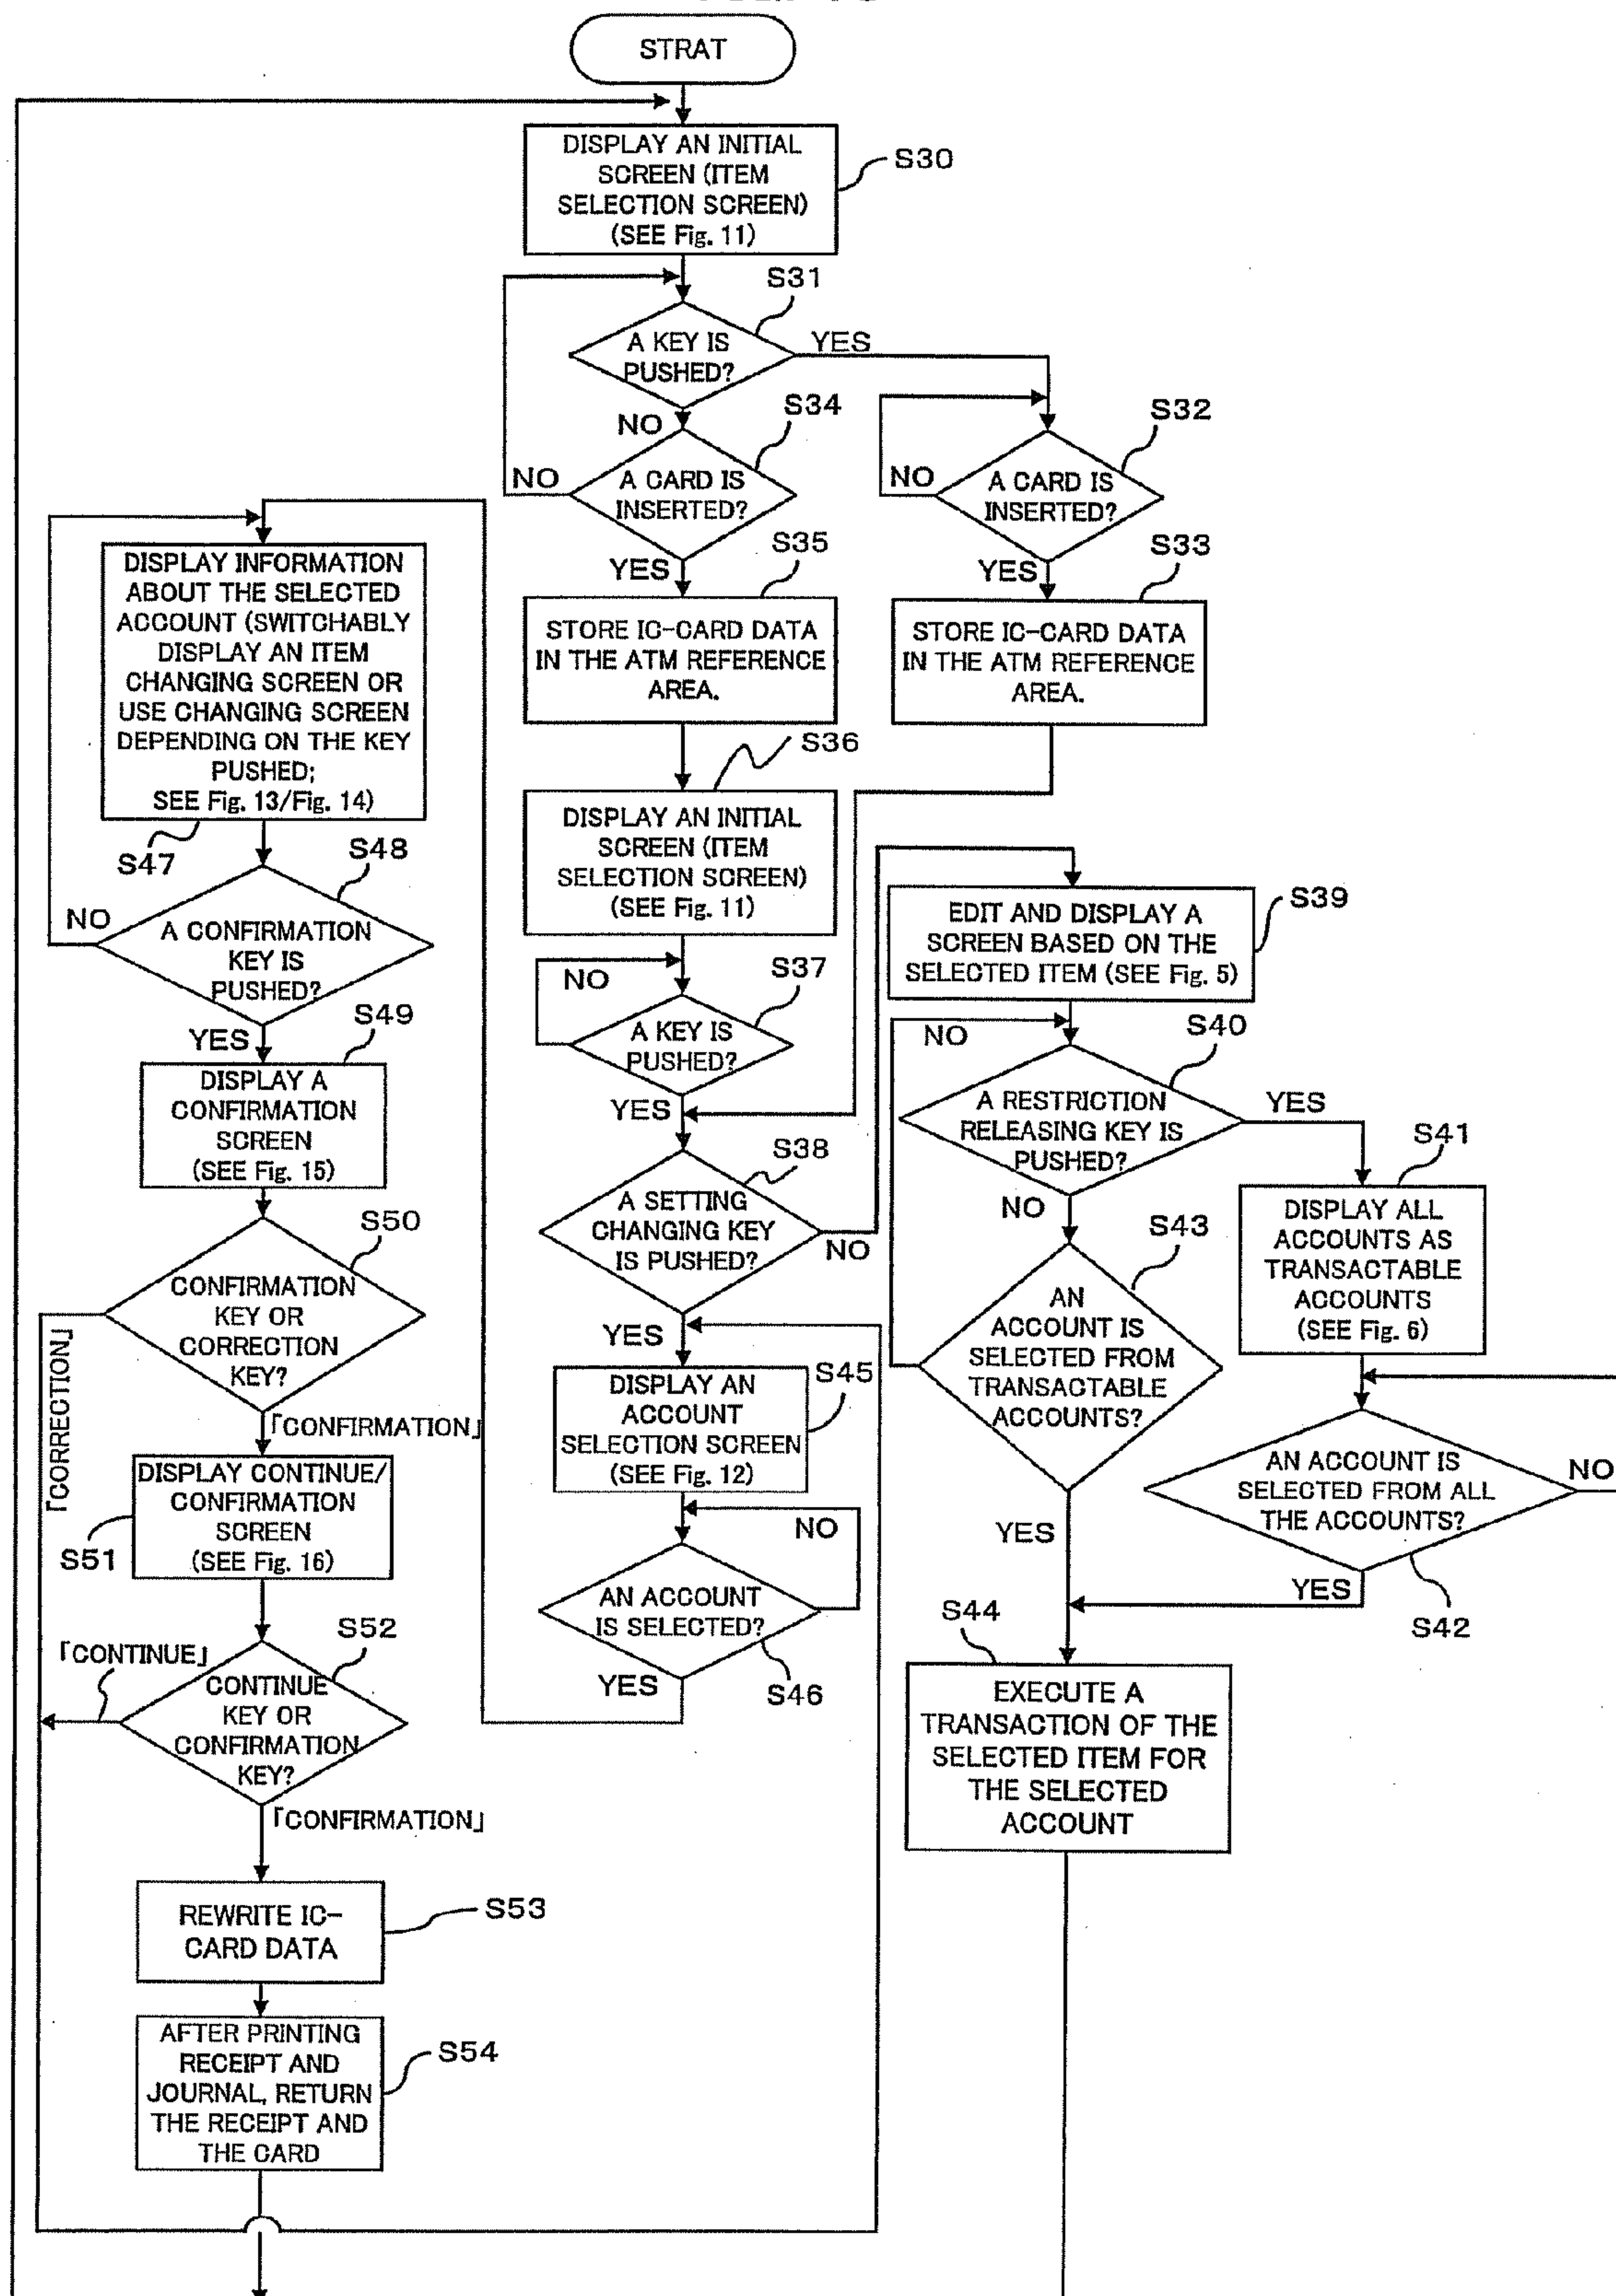 STRAT
DISPLAY AN INITIAL
SCREEN (ITEM
SELECTION SCREEN)
(SEE Fig. 11)
S30
S31
A KEY IS
PUSHED?
YES
NO
S34
A CARD IS
INSERTED?
NO
YES
S32
A CARD IS
INSERTED?
NO
YES
S35
STORE IC-CARD DATA
IN THE ATM REFERENCE
AREA.
S33
STORE IC-CARD DATA
IN THE ATM REFERENCE
AREA.
S36
DISPLAY AN INITIAL
SCREEN (ITEM
SELECTION SCREEN)
(SEE Fig. 11)
NO
S37
A KEY IS
PUSHED?
YES
S38
A SETTING
CHANGING KEY
IS PUSHED?
NO
YES
EDIT AND DISPLAY A
SCREEN BASED ON THE
SELECTED ITEM (SEE Fig. 5)
S39
NO
S40
A RESTRICTION
RELEASING KEY IS
PUSHED?
YES
NO
S41
DISPLAY ALL
ACCOUNTS AS
TRANSACTABLE
ACCOUNTS
(SEE Fig. 6)
S43
AN
ACCOUNT IS
SELECTED FROM
TRANSACTABLE
ACCOUNTS?
YES
AN ACCOUNT IS
SELECTED FROM ALL
THE ACCOUNTS?
NO
YES
S42
S44
EXECUTE A
TRANSACTION OF THE
SELECTED ITEM FOR
THE SELECTED
ACCOUNT
DISPLAY AN
ACCOUNT
SELECTION SCREEN
(SEE Fig. 12)
S45
NO
AN ACCOUNT
IS SELECTED?
YES
S46
DISPLAY INFORMATION
ABOUT THE SELECTED
ACCOUNT (SWITCHABLY
DISPLAY AN ITEM
CHANGING SCREEN OR
USE CHANGING SCREEN
DEPENDING ON THE KEY
PUSHED;
SEE Fig. 13/Fig. 14)
S47
S48
NO
A CONFIRMATION
KEY IS
PUSHED?
YES
S49
DISPLAY A
CONFIRMATION
SCREEN
(SEE Fig. 15)
S50
CONFIRMATION
KEY OR
CORRECTION
KEY?
「CORRECTION」
「CONFIRMATION」
DISPLAY CONTINUE/
CONFIRMATION
SCREEN
(SEE Fig. 16)
S51
S52
「CONTINUE」
CONTINUE
KEY OR
CONFIRMATION
KEY?
「CONFIRMATION」
REWRITE IC-
CARD DATA
S53
AFTER PRINTING
RECEIPT AND
JOURNAL, RETURN
THE RECEIPT AND
THE CARD
S54